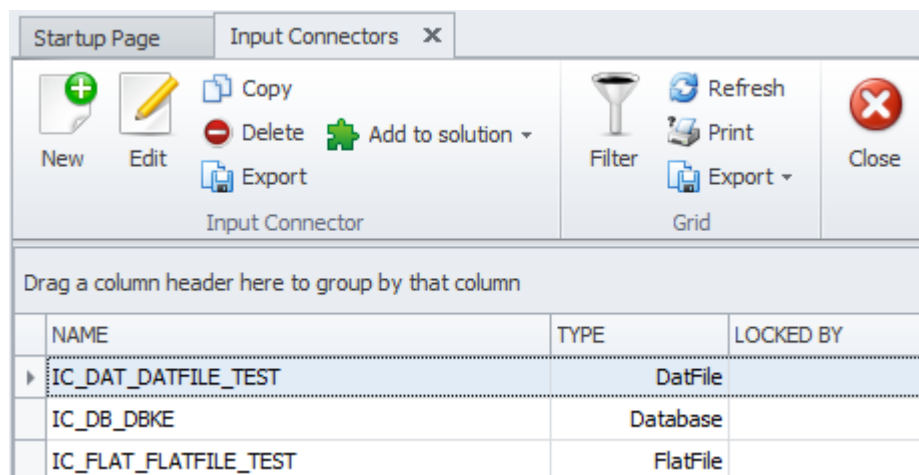 Startup Page Input Connectors
New
Edit
Copy
Delete Add to solution
Export
Input Connector
Filter
Refresh
Print
Export
Grid
Close
Drag a column header here to group by that column
NAME TYPE LOCKED BY
IC_DAT_DATFILE_TEST DatFile
IC_DB_DBKE Database
IC_FLAT_FLATFILE_TEST FlatFile